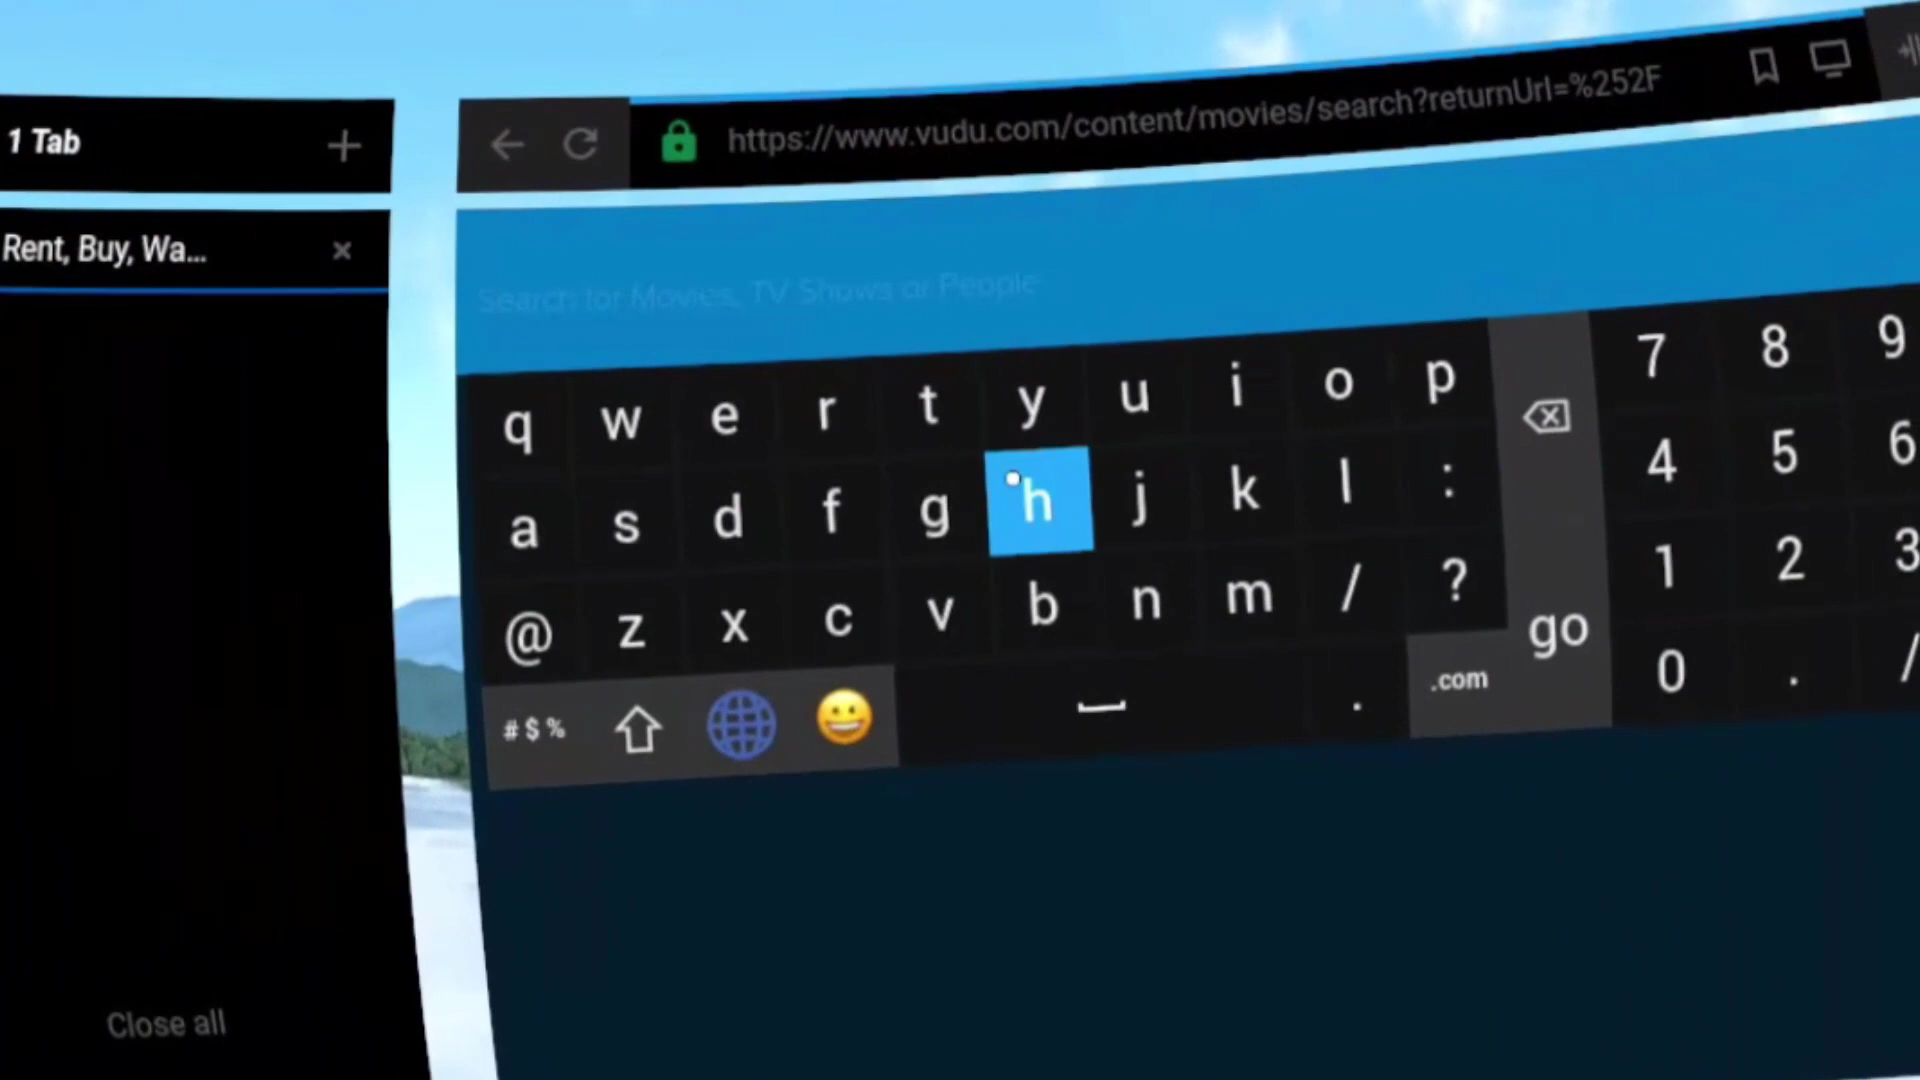 1 Tab
https://www.vudu.com/content/movies/search?returnUrl=%252F
Rent, Buy, Wa...
Search for Movies, TV Shows or People
q w e r t y u i o p 7 8 9
a s d f g h j k l : 4 5 6
@ z x c v b n m / ? go 1 2 3
#$% . .com 0 . /
Close all